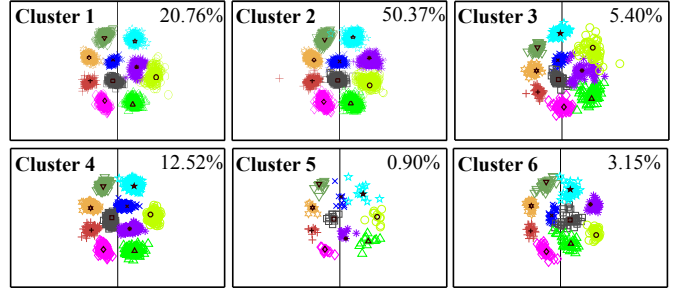 Cluster 1 20.76%
Cluster 2 50.37%
Cluster 3 5.40%
Cluster 4 12.52%
Cluster 5 0.90%
Cluster 6 3.15%